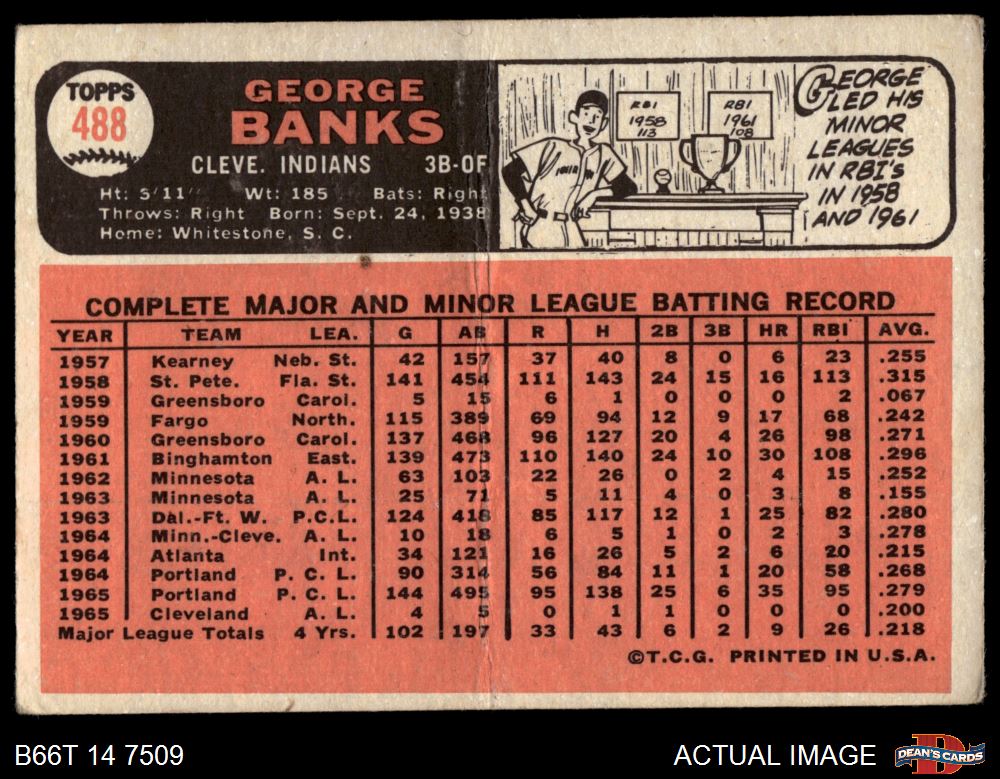 TOPPS
488
GEORGE
BANKS
CLEVE. INDIANS 3B-OF
Ht: 5'11" Wt: 185 Bats: Right
Throws: Right Born: Sept. 24, 1938
Home: Whitestone, S. C.
RBI
1958
113
RBI
1961
108
GEORGE
LED HIS
MINOR
LEAGUES
IN RBI's
IN 1958
AND 1961
COMPLETE MAJOR AND MINOR LEAGUE BATTING RECORD
YEAR TEAM LEA. G AB R H 2B 3B HR RBI AVG.
1957 Kearney Neb. St. 42 157 37 40 8 0 6 23 .255
1958 St. Pete. Fla. St. 141 454 111 143 24 15 16 113 .315
1959 Greensboro Carol. 5 15 6 1 0 0 0 2 .067
1959 Fargo North. 115 389 69 94 12 9 17 68 .242
1960 Greensboro Carol. 137 468 96 127 20 4 26 98 .271
1961 Binghamton East. 139 473 110 140 24 10 30 108 .296
1962 Minnesota A. L. 63 103 22 26 0 2 4 15 .252
1963 Minnesota A. L. 25 71 5 11 4 0 3 8 .155
1963 Dal.-Ft. W. P.C.L. 124 418 85 117 12 1 25 82 .280
1964 Minn.-Cleve. A. L. 10 18 6 5 1 0 2 3 .278
1964 Atlanta Int. 34 121 16 26 5 2 6 20 .215
1964 Portland P. C. L. 90 314 56 84 11 1 20 58 .268
1965 Portland P. C. L. 144 495 95 138 25 6 35 95 .279
1965 Cleveland A. L. 4 5 0 1 1 0 0 0 .200
Major League Totals 4 Yrs. 102 197 33 43 6 2 9 26 .218
©T.C.G. PRINTED IN U.S.A.
B66T 14 7509 ACTUAL IMAGE
DEAN'S CARDS